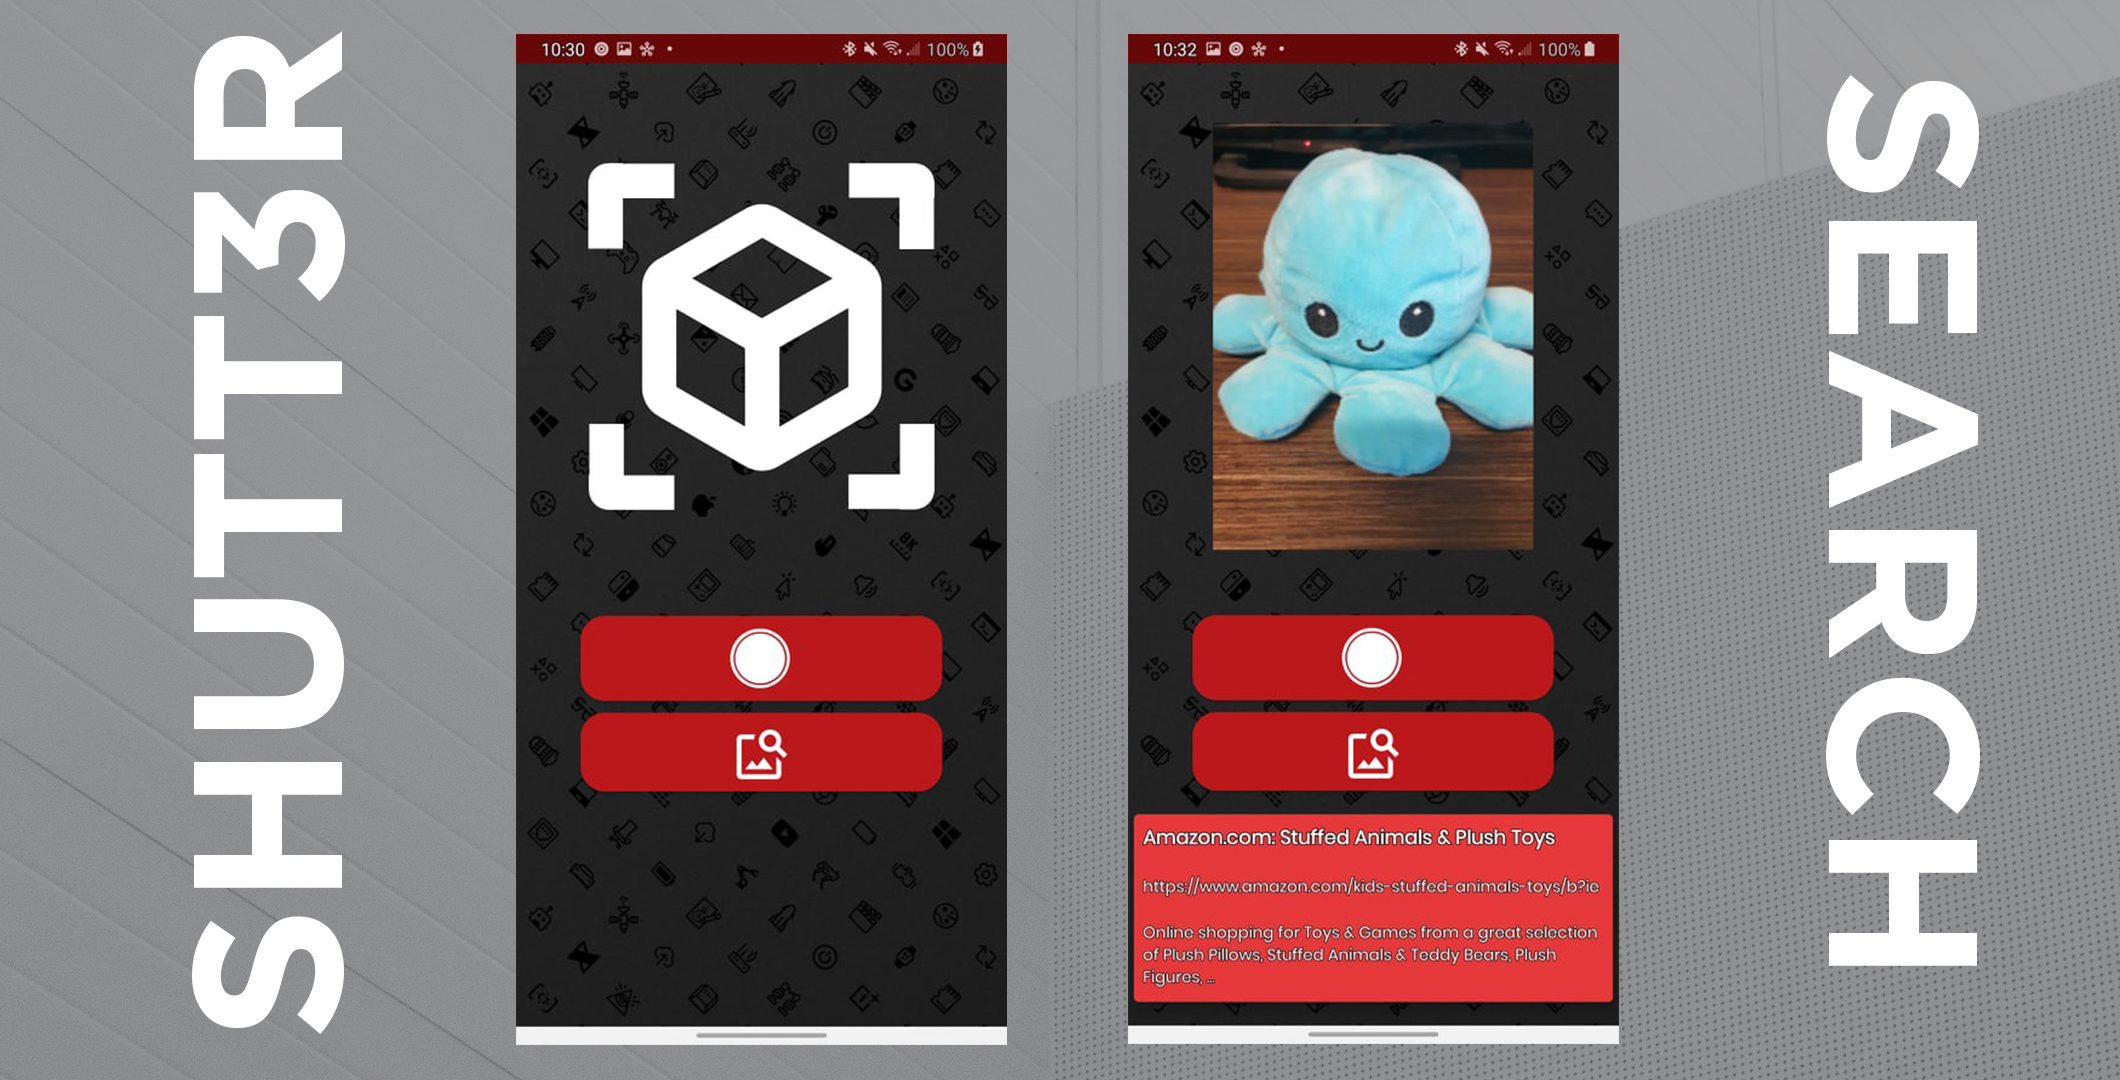 SHUTT3R
10:30
100%
10:32
100%
BK
Amazon.com: Stuffed Animals & Plush Toys
https://www.amazon.com/kids-stuffed-animals-toys/b?ie
Online shopping for Toys & Games from a great selection
of Plush Pillows, Stuffed Animals & Teddy Bears, Plush
Figures, ...
SEARCH